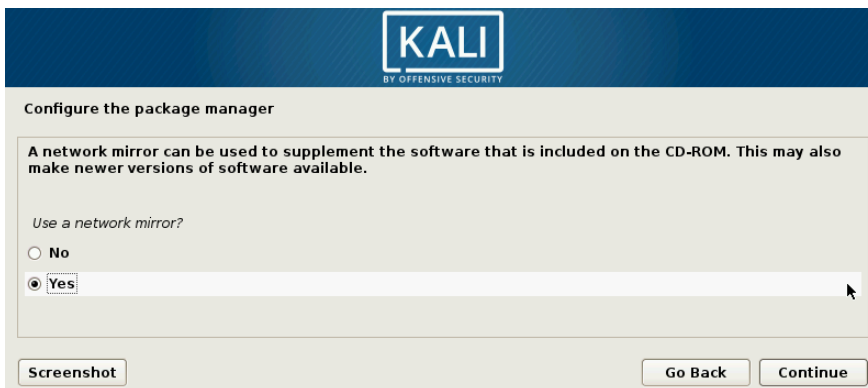 KALI
BY OFFENSIVE SECURITY
Configure the package manager
A network mirror can be used to supplement the software that is included on the CD-ROM. This may also
make newer versions of software available.
Use a network mirror?
No
Yes
Screenshot
Go Back
Continue